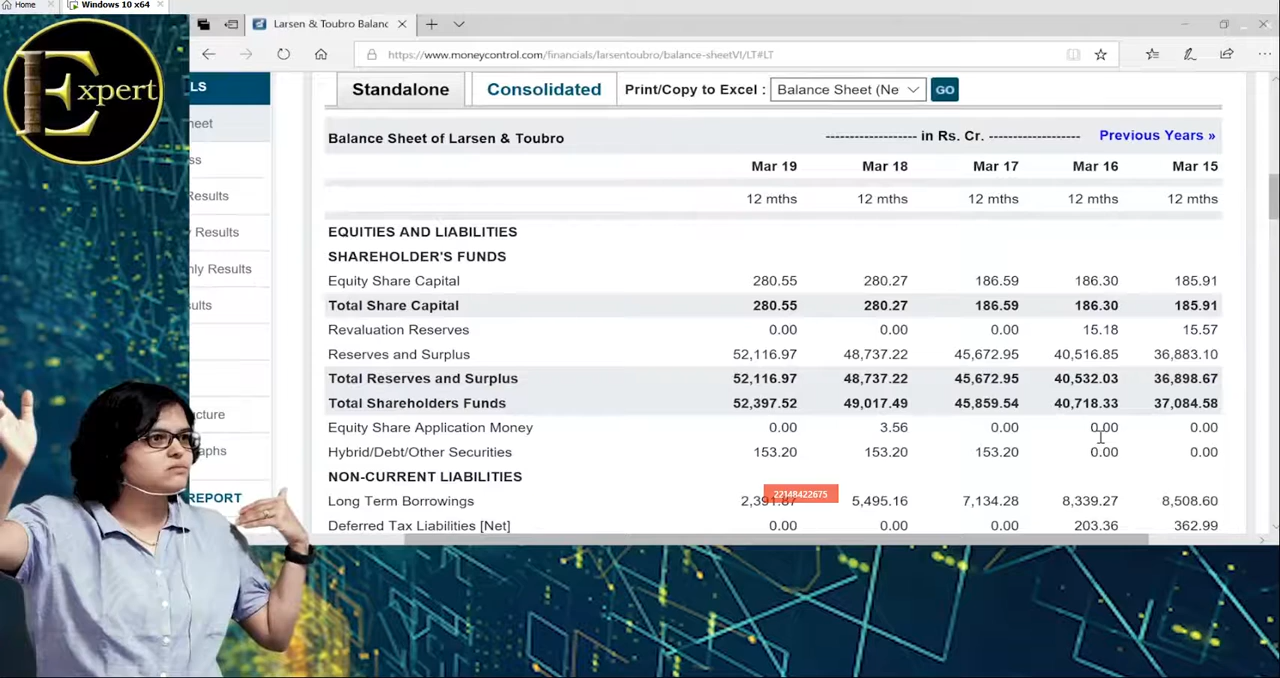 Home
Windows 10 x64
Expert
Larsen & Toubro Balanc
https://www.moneycontrol.com/financials/larsentoubro/balance-sheetVI/LT#LT
LS
Standalone Consolidated Print/Copy to Excel : Balance Sheet (Ne GO
heet
Balance Sheet of Larsen & Toubro ------------------ in Rs. Cr. ------------------- Previous Years »
ss
Mar 19 Mar 18 Mar 17 Mar 16 Mar 15
Results
12 mths 12 mths 12 mths 12 mths 12 mths
y Results
EQUITIES AND LIABILITIES
SHAREHOLDER'S FUNDS
nly Results
Equity Share Capital 280.55 280.27 186.59 186.30 185.91
ults
Total Share Capital 280.55 280.27 186.59 186.30 185.91
Revaluation Reserves 0.00 0.00 0.00 15.18 15.57
Reserves and Surplus 52,116.97 48,737.22 45,672.95 40,516.85 36,883.10
Total Reserves and Surplus 52,116.97 48,737.22 45,672.95 40,532.03 36,898.67
Total Shareholders Funds 52,397.52 49,017.49 45,859.54 40,718.33 37,084.58
cture
Equity Share Application Money 0.00 3.56 0.00 0.00 0.00
aphs
Hybrid/Debt/Other Securities 153.20 153.20 153.20 0.00 0.00
NON-CURRENT LIABILITIES
REPORT
22148422675
Long Term Borrowings 5,495.16 7,134.28 8,339.27 8,508.60
Deferred Tax Liabilities [Net] 0.00 0.00 0.00 203.36 362.99